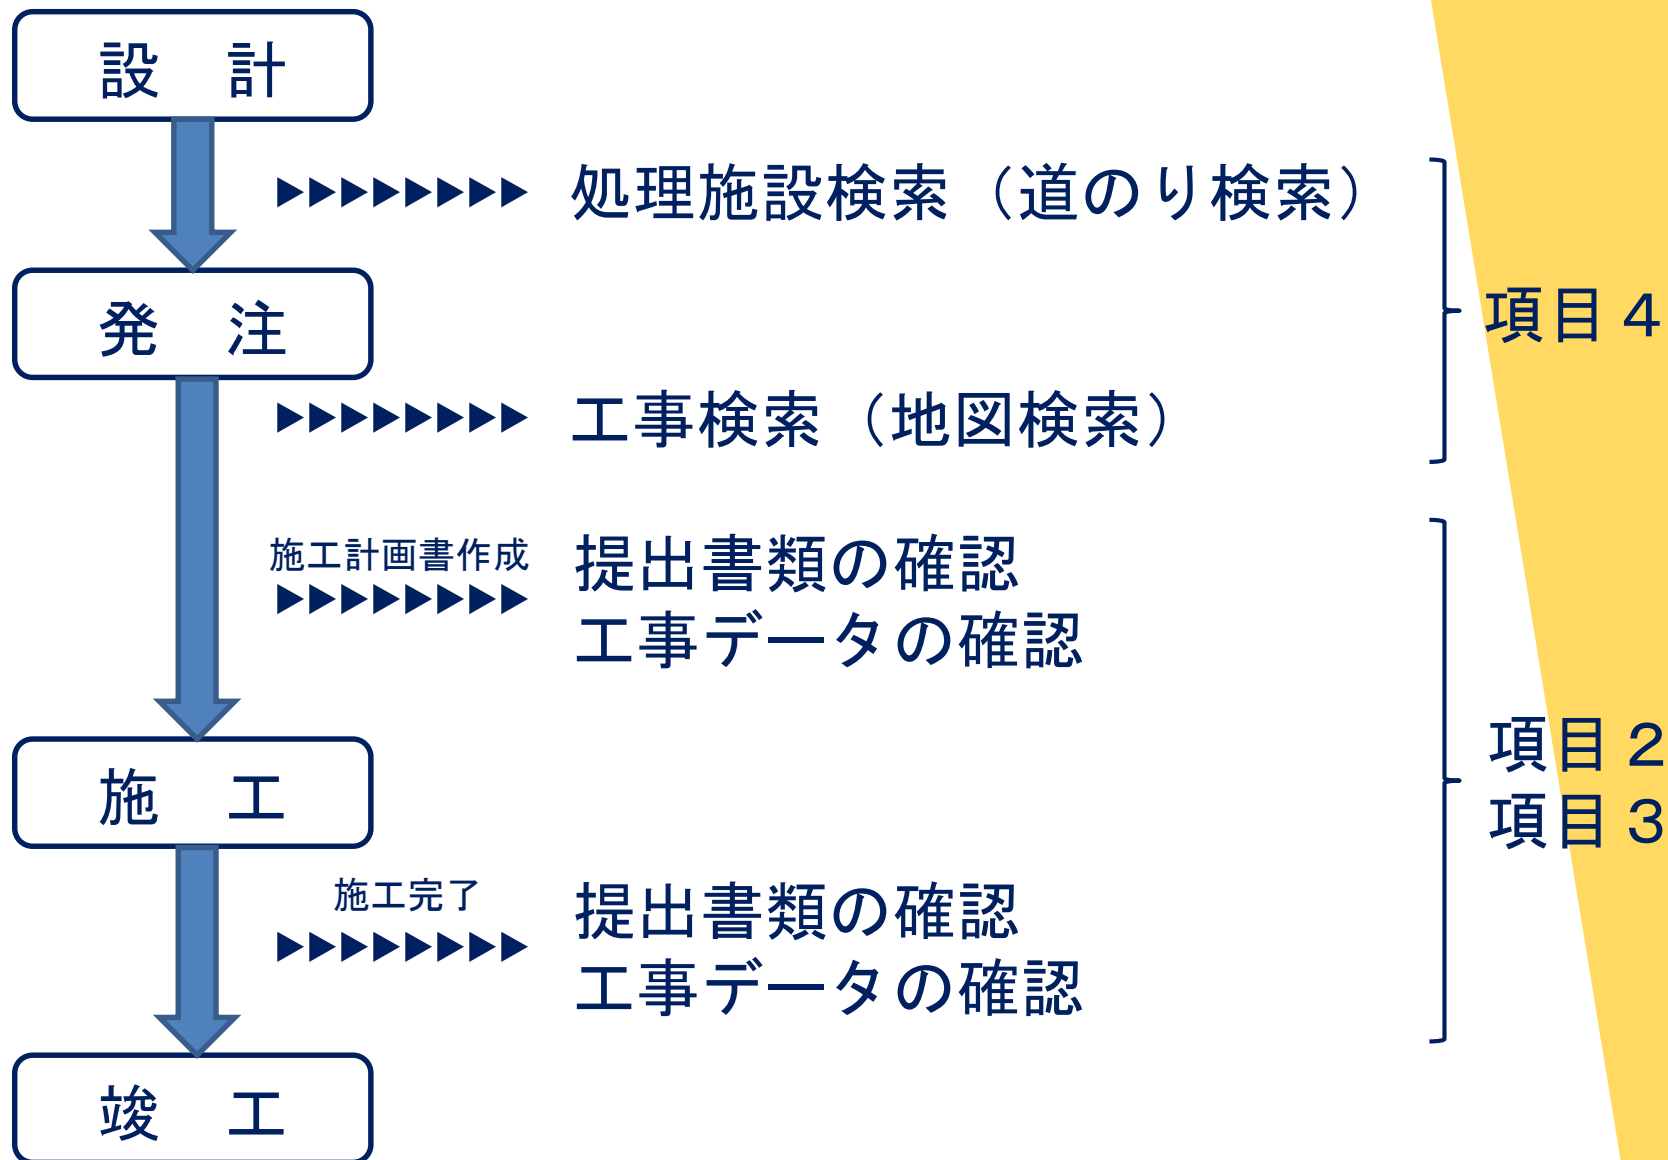 設　計
▶▶▶▶▶▶▶▶ 処理施設検索（道のり検索）
発　注
項目４
▶▶▶▶▶▶▶▶ 工事検索（地図検索）
施工計画書作成
▶▶▶▶▶▶▶▶ 提出書類の確認
工事データの確認
項目２
項目３
施　工
施工完了
▶▶▶▶▶▶▶▶ 提出書類の確認
工事データの確認
竣　工